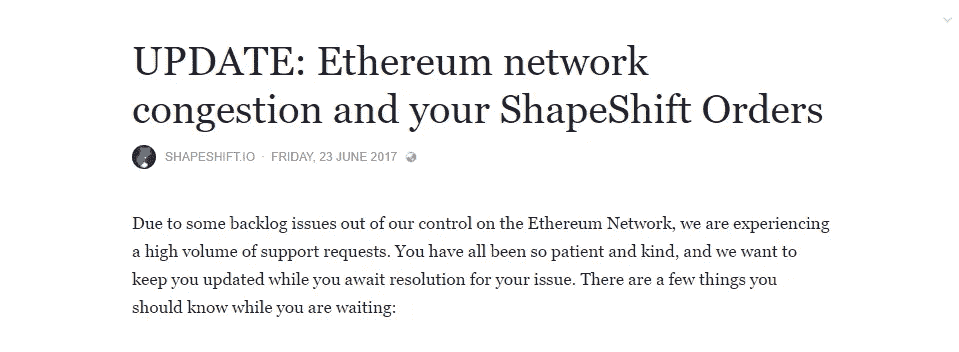 UPDATE: Ethereum network
congestion and your ShapeShift Orders
SHAPESHIFT.IO · FRIDAY, 23 JUNE 2017
Due to some backlog issues out of our control on the Ethereum Network, we are experiencing
a high volume of support requests. You have all been so patient and kind, and we want to
keep you updated while you await resolution for your issue. There are a few things you
should know while you are waiting: